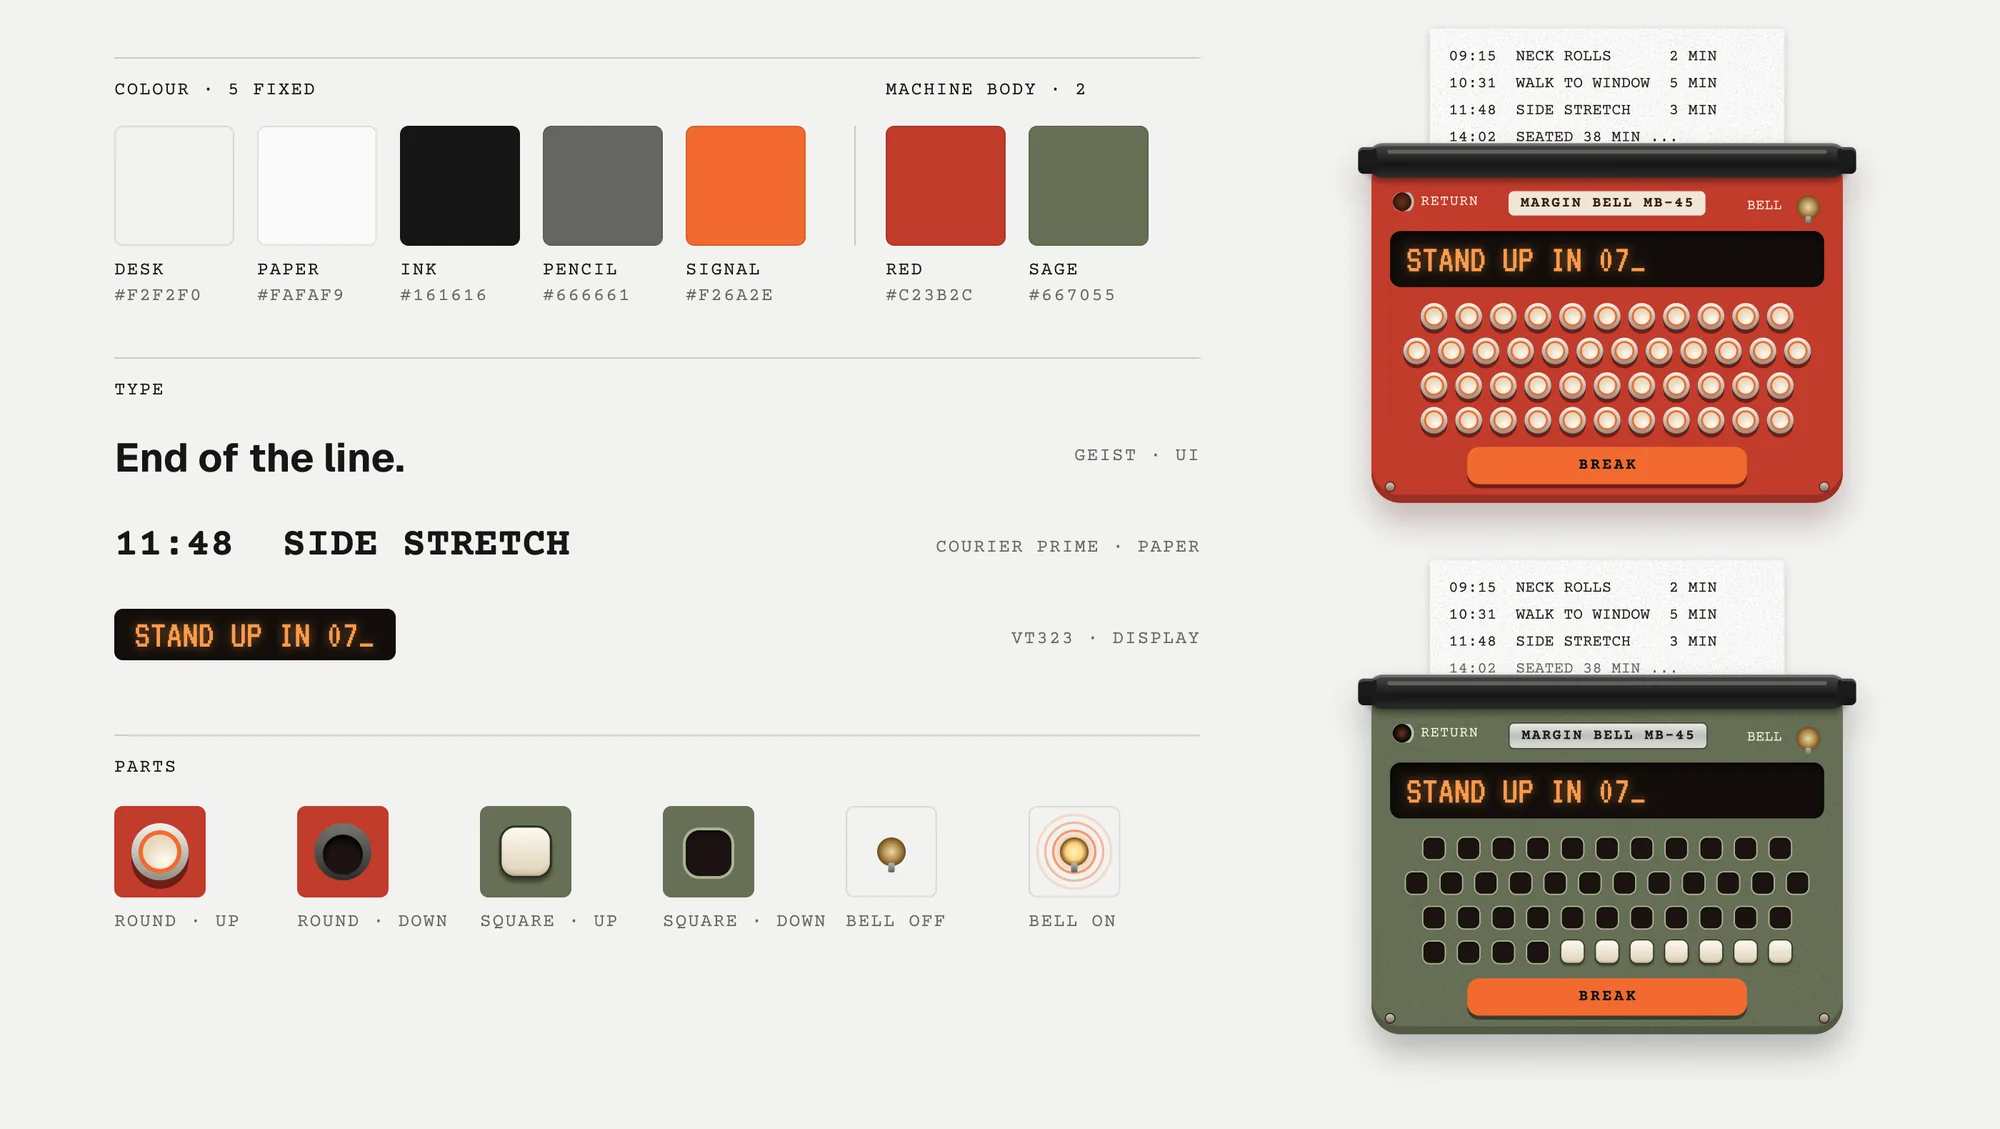 COLOUR · 5 FIXED
MACHINE BODY · 2
DESK
#F2F2F0
PAPER
#FAFAF9
INK
#161616
PENCIL
#666661
SIGNAL
#F26A2E
RED
#C23B2C
SAGE
#667055
TYPE
End of the line.
GEIST · UI
11:48 SIDE STRETCH
COURIER PRIME · PAPER
STAND UP IN 07_
VT323 · DISPLAY
PARTS
ROUND · UP
ROUND · DOWN
SQUARE · UP
SQUARE · DOWN
BELL OFF
BELL ON
09:15 NECK ROLLS 2 MIN
10:31 WALK TO WINDOW 5 MIN
11:48 SIDE STRETCH 3 MIN
14:02 SEATED 38 MIN ...
RETURN
MARGIN BELL MB-45
BELL
STAND UP IN 07_
BREAK
09:15 NECK ROLLS 2 MIN
10:31 WALK TO WINDOW 5 MIN
11:48 SIDE STRETCH 3 MIN
14:02 SEATED 38 MIN ...
RETURN
MARGIN BELL MB-45
BELL
STAND UP IN 07_
BREAK